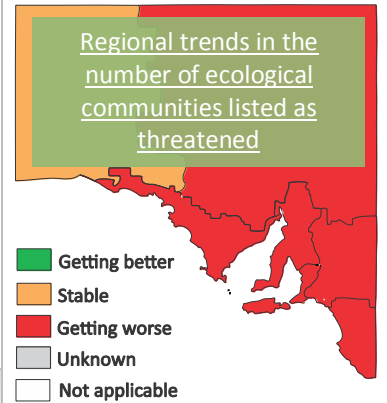 Regional trends in the
number of ecological
communities listed as
threatened
Getting better
Stable
Getting worse
Unknown
Not applicable